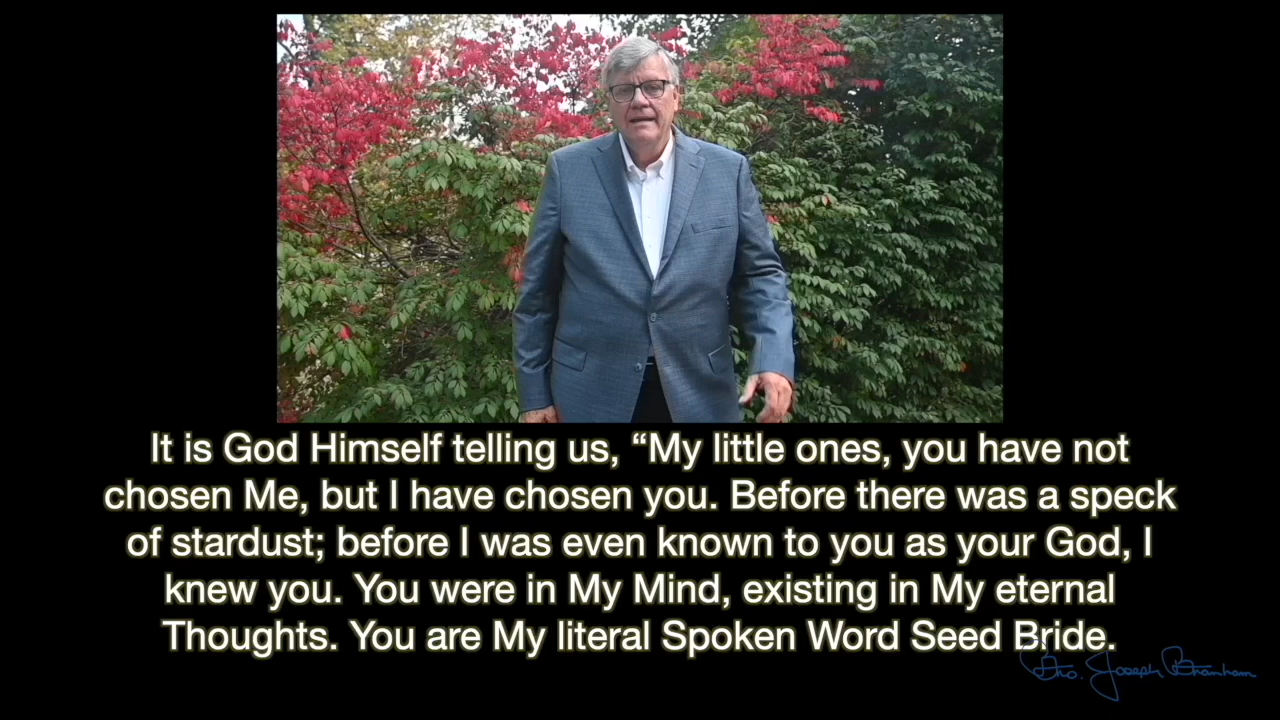 It is God Himself telling us, “My little ones, you have not
chosen Me, but I have chosen you. Before there was a speck
of stardust; before I was even known to you as your God, I
knew you. You were in My Mind, existing in My eternal
Thoughts. You are My literal Spoken Word Seed Bride.
Bro. Joseph Branham